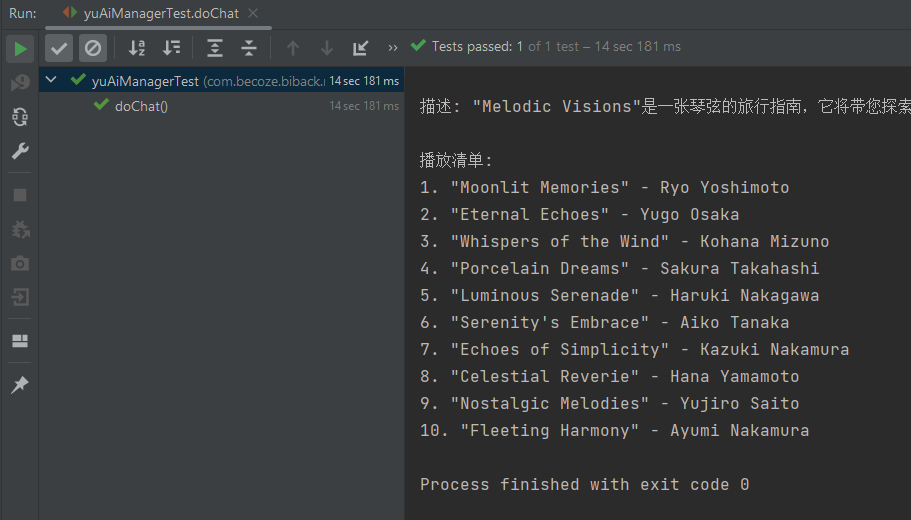 Run: yuAiManagerTest.doChat
Tests passed: 1 of 1 test – 14 sec 181 ms
yuAiManagerTest (com.becoze.biback. 14 sec 181 ms
doChat() 14 sec 181 ms
描述: "Melodic Visions"是一张琴弦的旅行指南，它将带您探索
播放清单:
1. "Moonlit Memories" - Ryo Yoshimoto
2. "Eternal Echoes" - Yugo Osaka
3. "Whispers of the Wind" - Kohana Mizuno
4. "Porcelain Dreams" - Sakura Takahashi
5. "Luminous Serenade" - Haruki Nakagawa
6. "Serenity's Embrace" - Aiko Tanaka
7. "Echoes of Simplicity" - Kazuki Nakamura
8. "Celestial Reverie" - Hana Yamamoto
9. "Nostalgic Melodies" - Yujiro Saito
10. "Fleeting Harmony" - Ayumi Nakamura
Process finished with exit code 0